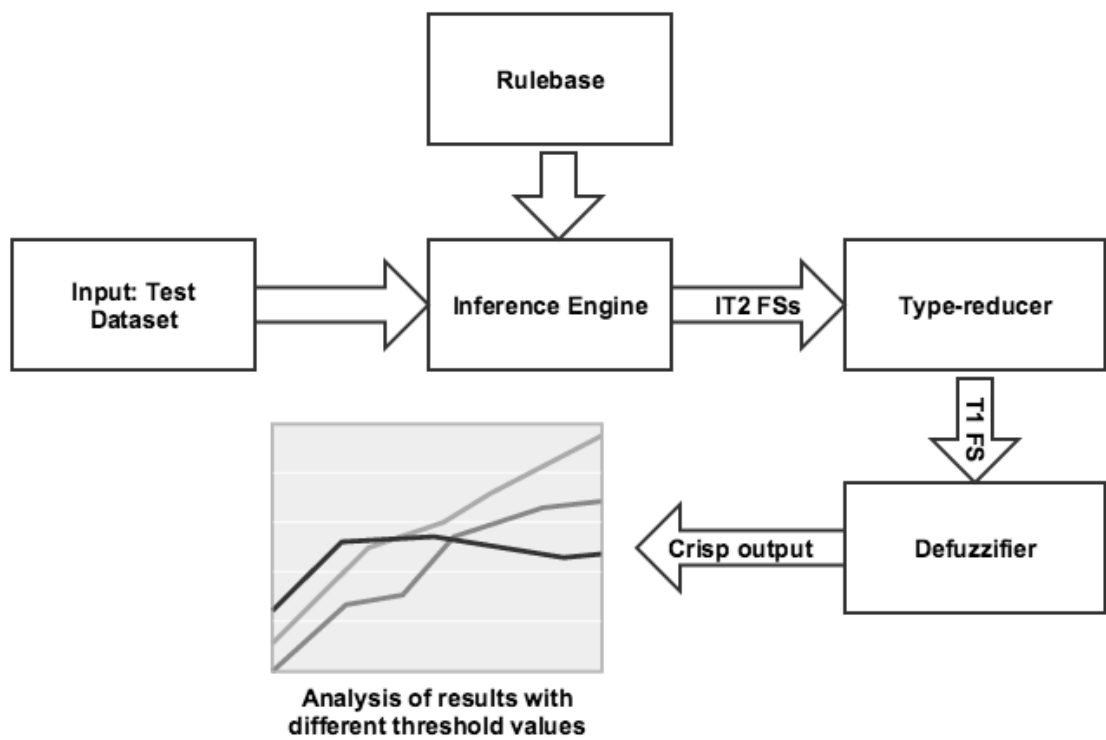 Rulebase
Input: Test
Dataset
Inference Engine
IT2 FSs
Type-reducer
T1 FS
Crisp output
Defuzzifier
Analysis of results with
different threshold values